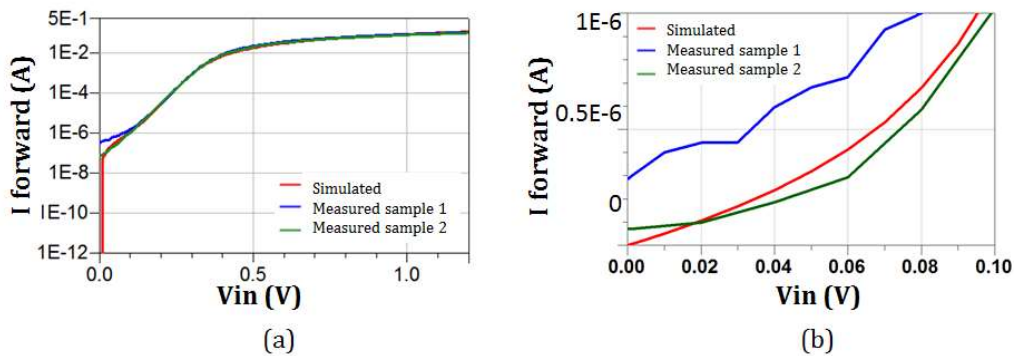 5E-1
1E-2
1E-4
1E-6
1E-8
IE-10
1E-12
I forward (A)
Simulated
Measured sample 1
Measured sample 2
0.0
0.5
1.0
Vin (V)
(a)
1E-6
0.5E-6
0
I forward (A)
Simulated
Measured sample 1
Measured sample 2
0.00
0.02
0.04
0.06
0.08
0.10
Vin (V)
(b)